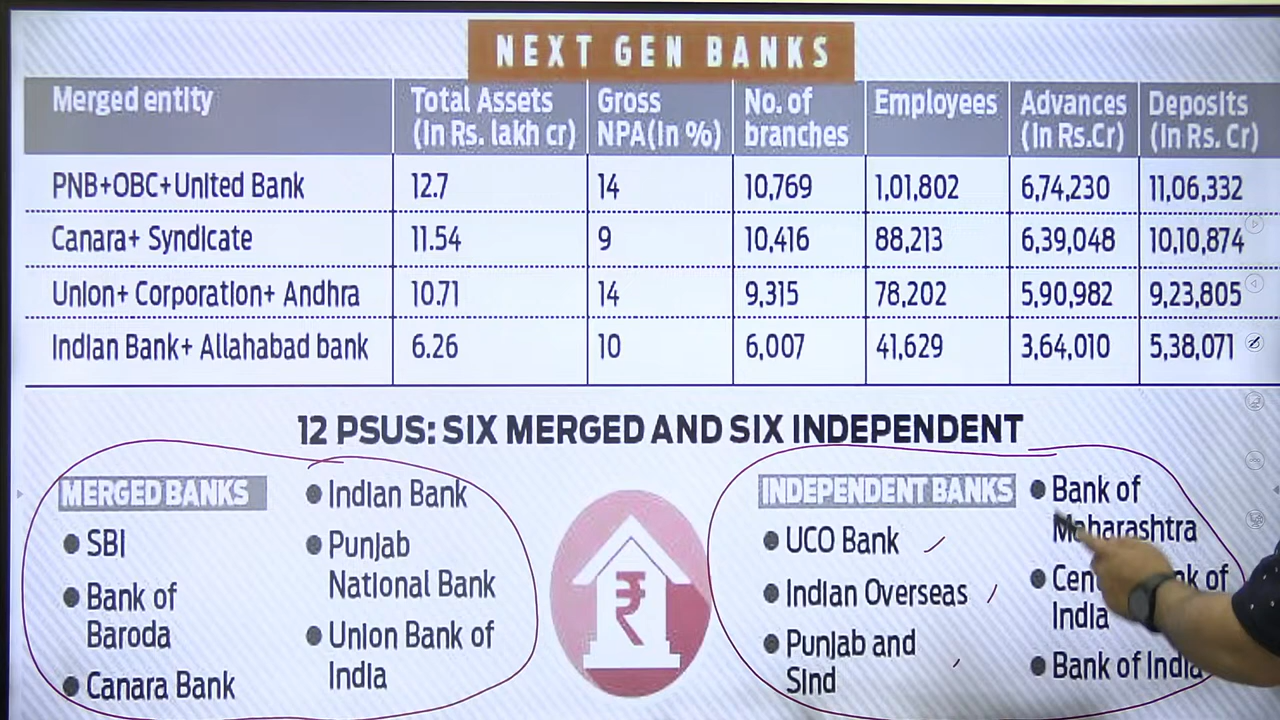 NEXT GEN BANKS
Merged entity Total Assets (In Rs. lakh cr) Gross NPA(In %) No. of branches Employees Advances (In Rs.Cr) Deposits (In Rs. Cr)
PNB+OBC+United Bank 12.7 14 10,769 1,01,802 6,74,230 11,06,332
Canara+ Syndicate 11.54 9 10,416 88,213 6,39,048 10,10,874
Union+ Corporation+ Andhra 10.71 14 9,315 78,202 5,90,982 9,23,805
Indian Bank+ Allahabad bank 6.26 10 6,007 41,629 3,64,010 5,38,071
12 PSUS: SIX MERGED AND SIX INDEPENDENT
MERGED BANKS
• SBI
• Bank of
Baroda
• Canara Bank
• Indian Bank
• Punjab
National Bank
• Union Bank of
India
₹
INDEPENDENT BANKS
• UCO Bank
• Indian Overseas
• Punjab and
Sind
• Bank of
Maharashtra
• of
India
• Bank of India